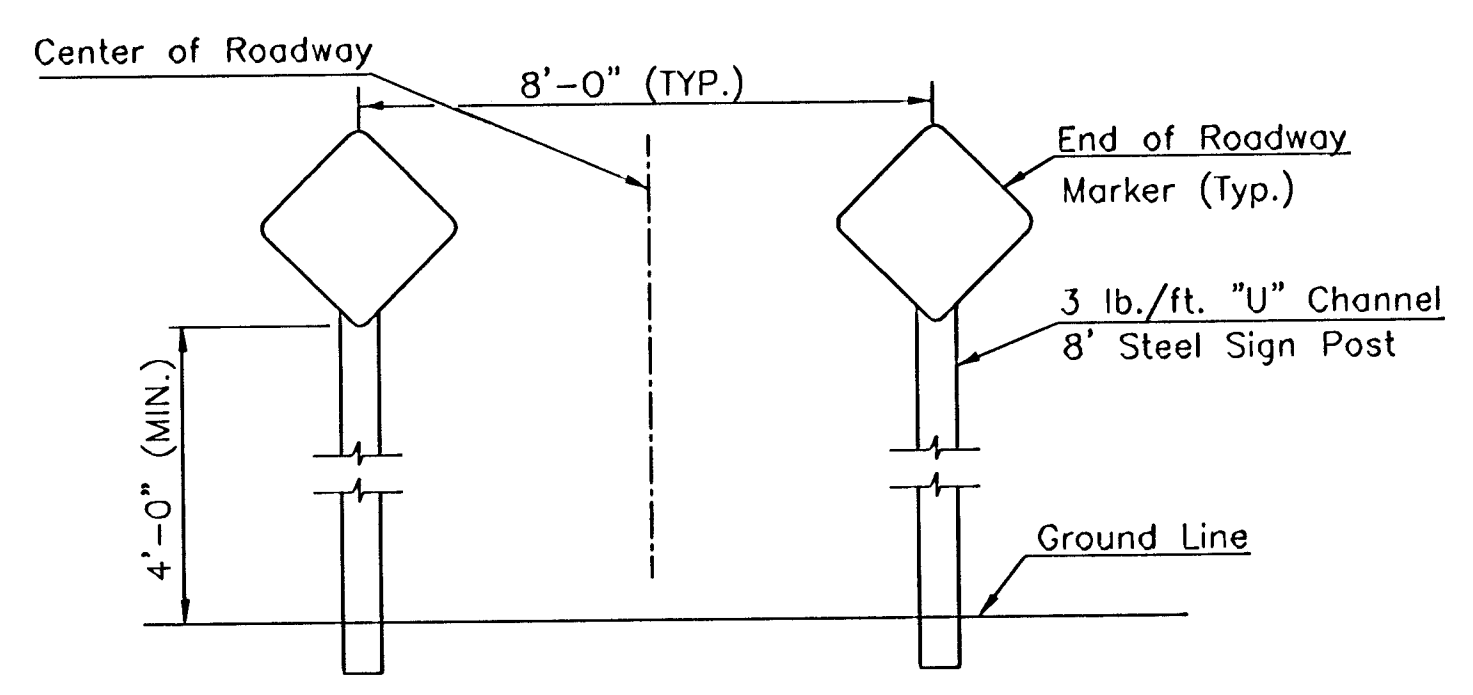 Center of Roadway
8'-0" (TYP.)
End of Roadway
Marker (Typ.)
3 lb./ft. "U" Channel
8' Steel Sign Post
4'-0" (MIN.)
Ground Line